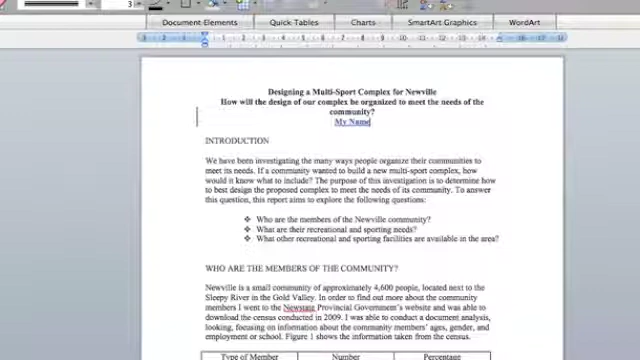 3
Document Elements Quick Tables Charts SmartArt Graphics WordArt
Designing a Multi-Sport Complex for Newville
How will the design of our complex be organized to meet the needs of the
community?
My Name
INTRODUCTION
We have been investigating the many ways people organize their communities to
meet its needs. If a community wanted to build a new multi-sport complex, how
would it know what to include? The purpose of this investigation is to determine how
to best design the proposed complex to meet the needs of its community. To answer
this question, this report aims to explore the following questions:
❖ Who are the members of the Newville community?
❖ What are their recreational and sporting needs?
❖ What other recreational and sporting facilities are available in the area?
WHO ARE THE MEMBERS OF THE COMMUNITY?
Newville is a small community of approximately 4,600 people, located next to the
Sleepy River in the Gold Valley. In order to find out more about the community
members I went to the Newstate Provincial Government's website and was able to
download the census conducted in 2009. I was able to conduct a document analysis,
looking, focusing on information about the community members' ages, gender, and
employment or school. Figure 1 shows the information taken from the census.
Type of Member Number Percentage